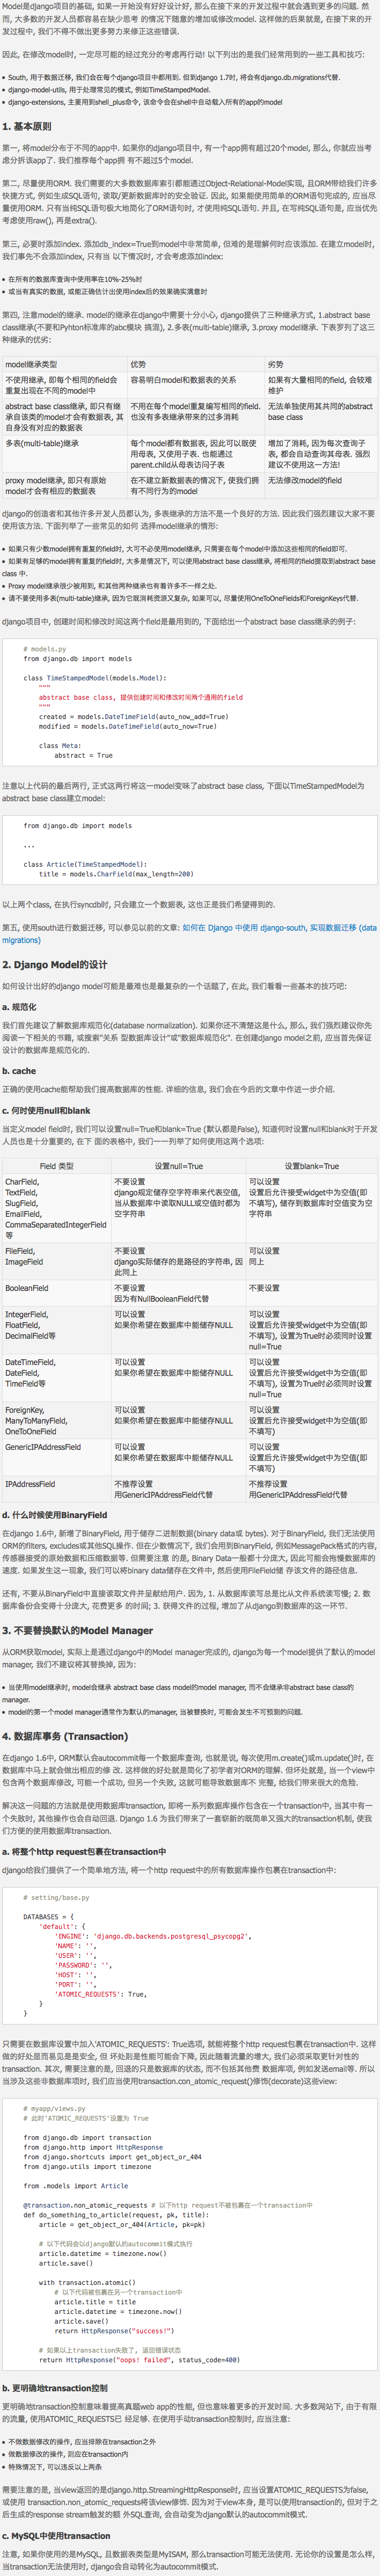 Model是django项目的基础, 如果一开始没有好好设计好, 那么在接下来的开发过程中就会遇到更多的问题. 然
而, 大多数的开发人员都容易在缺少思考 的情况下随意的增加或修改model. 这样做的后果就是, 在接下来的开
发过程中, 我们不得不做出更多努力来修正这些错误.
因此, 在修改model时, 一定尽可能的经过充分的考虑再行动! 以下列出的是我们经常用到的一些工具和技巧:
• South, 用于数据迁移, 我们会在每个django项目中都用到. 但到django 1.7时, 将会有django.db.migrations代替.
• django-model-utils, 用于处理常见的模式, 例如TimeStampedModel.
• django-extensions, 主要用到shell_plus命令, 该命令会在shell中自动载入所有的app的model
1. 基本原则
第一, 将model分布于不同的app中. 如果你的django项目中, 有一个app拥有超过20个model, 那么, 你就应当考
虑分拆该app了. 我们推荐每个app拥 有不超过5个model.
第二, 尽量使用ORM. 我们需要的大多数数据库索引都能通过Object-Relational-Model实现, 且ORM带给我们许多
快捷方式, 例如生成SQL语句, 读取/更新数据库时的安全验证. 因此, 如果能使用简单的ORM语句完成的, 应当尽
量使用ORM. 只有当纯SQL语句极大地简化了ORM语句时, 才使用纯SQL语句. 并且, 在写纯SQL语句是, 应当优先
考虑使用raw(), 再是extra().
第三, 必要时添加index. 添加db_index=True到model中非常简单, 但难的是理解何时应该添加. 在建立model时,
我们事先不会添加index, 只有当 以下情况时, 才会考虑添加index:
• 在所有的数据库查询中使用率在10%-25%时
• 或当有真实的数据, 或能正确估计出使用index后的效果确实满意时
第四, 注意model的继承. model的继承在django中需要十分小心, django提供了三种继承方式, 1.abstract base
class继承(不要和Pyhton标准库的abc模块 搞混), 2.多表(multi-table)继承, 3.proxy model继承. 下表罗列了这三
种继承的优劣:
model继承类型 优势 劣势
不使用继承, 即每个相同的field会重复出现在不同的model中 容易明白model和数据表的关系 如果有大量相同的field, 会较难维护
abstract base class继承, 即只有继承自该类的model才会有数据表, 其自身没有对应的数据表 不用在每个model重复编写相同的field. 也没有多表继承带来的过多消耗 无法单独使用其共同的abstract base class
多表(multi-table)继承 每个model都有数据表, 因此可以既使用母表, 又使用子表. 也能通过parent.child从母表访问子表 增加了消耗, 因为每次查询子表, 都会自动查询其母表. 强烈建议不使用这一方法!
proxy model继承, 即只有原始model才会有相应的数据表 在不建立新数据表的情况下, 使我们拥有不同行为的model 无法修改model的field
django的创造者和其他许多开发人员都认为, 多表继承的方法不是一个良好的方法. 因此我们强烈建议大家不要
使用该方法. 下面列举了一些常见的如何 选择model继承的情形:
• 如果只有少数model拥有重复的field时, 大可不必使用model继承, 只需要在每个model中添加这些相同的field即可.
• 如果有足够的model拥有重复的field时, 大多是情况下, 可以使用abstract base class继承, 将相同的field提取到abstract base
class 中.
• Proxy model继承很少被用到, 和其他两种继承也有着许多不一样之处.
• 请不要使用多表(multi-table)继承, 因为它既消耗资源又复杂, 如果可以, 尽量使用OneToOneFields和ForeignKeys代替.
django项目中, 创建时间和修改时间这两个field是最用到的, 下面给出一个abstract base class继承的例子:
# models.py
from django.db import models
class TimeStampedModel(models.Model):
"""
abstract base class, 提供创建时间和修改时间两个通用的field
"""
created = models.DateTimeField(auto_now_add=True)
modified = models.DateTimeField(auto_now=True)
class Meta:
abstract = True
注意以上代码的最后两行, 正式这两行将这一model变味了abstract base class, 下面以TimeStampedModel为
abstract base class建立model:
from django.db import models
...
class Article(TimeStampedModel):
title = models.CharField(max_length=200)
以上两个class, 在执行syncdb时, 只会建立一个数据表, 这也正是我们希望得到的.
第五, 使用south进行数据迁移, 可以参见以前的文章: 如何在 Django 中使用 django-south, 实现数据迁移 (data
migrations)
2. Django Model的设计
如何设计出好的django model可能是最难也是最复杂的一个话题了, 在此, 我们看看一些基本的技巧吧:
a. 规范化
我们首先建议了解数据库规范化(database normalization). 如果你还不清楚这是什么, 那么, 我们强烈建议你先
阅读一下相关的书籍, 或搜索"关系 型数据库设计"或"数据库规范化". 在创建django model之前, 应当首先保证
设计的数据库是规范化的.
b. cache
正确的使用cache能帮助我们提高数据库的性能. 详细的信息, 我们会在今后的文章中作进一步介绍.
c. 何时使用null和blank
当定义model field时, 我们可以设置null=True和blank=True (默认都是False), 知道何时设置null和blank对于开发
人员也是十分重要的, 在下 面的表格中, 我们一一列举了如何使用这两个选项:
Field 类型 设置null=True 设置blank=True
CharField, TextField, SlugField, EmailField, CommaSeparatedIntegerField等 不要设置 django规定储存空字符串来代表空值, 当从数据库中读取NULL或空值时都为空字符串 可以设置 设置后允许接受widget中为空值(即不填写), 储存到数据库时空值变为空字符串
FileField, ImageField 不要设置 django实际储存的是路径的字符串, 因此同上 可以设置 同上
BooleanField 不要设置 因为有NullBooleanField代替 不要设置
IntegerField, FloatField, DecimalField等 可以设置 如果你希望在数据库中能储存NULL 可以设置 设置后允许接受widget中为空值(即不填写), 设置为True时必须同时设置null=True
DateTimeField, DateField, TimeField等 可以设置 如果你希望在数据库中能储存NULL 可以设置 设置后允许接受widget中为空值(即不填写), 设置为True时必须同时设置null=True
ForeignKey, ManyToManyField, OneToOneField 可以设置 如果你希望在数据库中能储存NULL 可以设置 设置后允许接受widget中为空值(即不填写)
GenericIPAddressField 可以设置 如果你希望在数据库中能储存NULL 可以设置 设置后允许接受widget中为空值(即不填写)
IPAddressField 不推荐设置 用GenericIPAddressField代替 不推荐设置 用GenericIPAddressField代替
d. 什么时候使用BinaryField
在django 1.6中, 新增了BinaryField, 用于储存二进制数据(binary data或 bytes). 对于BinaryField, 我们无法使用
ORM的filters, excludes或其他SQL操作. 但在少数情况下, 我们会用到BinaryField, 例如MessagePack格式的内容,
传感器接受的原始数据和压缩数据等. 但需要注意 的是, Binary Data一般都十分庞大, 因此可能会拖慢数据库的
速度. 如果发生这一现象, 我们可以将binary data储存在文件中, 然后使用FileField储 存该文件的路径信息.
还有, 不要从BinaryField中直接读取文件并呈献给用户. 因为, 1. 从数据库读写总是比从文件系统读写慢; 2. 数
据库备份会变得十分庞大, 花费更多 的时间; 3. 获得文件的过程, 增加了从django到数据库的这一环节.
3. 不要替换默认的Model Manager
从ORM获取model, 实际上是通过django中的Model manager完成的, django为每一个model提供了默认的model
manager, 我们不建议将其替换掉, 因为:
• 当使用model继承时, model会继承 abstract base class model的model manager, 而不会继承非abstract base class的
manager.
• model的第一个model manager通常作为默认的manager, 当被替换时, 可能会发生不可预测的问题.
4. 数据库事务 (Transaction)
在django 1.6中, ORM默认会autocommit每一个数据库查询, 也就是说, 每次使用m.create()或m.update()时, 在
数据库中马上就会做出相应的修 改. 这样做的好处就是简化了初学者对ORM的理解. 但坏处就是, 当一个view中
包含两个数据库修改, 可能一个成功, 但另一个失败, 这就可能导致数据库不 完整, 给我们带来很大的危险.
解决这一问题的方法就是使用数据库transaction, 即将一系列数据库操作包含在一个transaction中, 当其中有一
个失败时, 其他操作也会自动回退. Django 1.6 为我们带来了一套崭新的既简单又强大的transaction机制, 使我
们方便的使用数据库transaction.
a. 将整个http request包裹在transaction中
django给我们提供了一个简单地方法, 将一个http request中的所有数据库操作包裹在transaction中:
# setting/base.py
DATABASES = {
'default': {
'ENGINE': 'django.db.backends.postgresql_psycopg2',
'NAME': '',
'USER': '',
'PASSWORD': '',
'HOST': '',
'PORT': '',
'ATOMIC_REQUESTS': True,
}
}
只需要在数据库设置中加入'ATOMIC_REQUESTS': True选项, 就能将整个http request包裹在transaction中. 这样
做的好处显而易见是是安全, 但 坏处则是性能可能会下降, 因此随着流量的增大, 我们必须采取更针对性的
transaction. 其次, 需要注意的是, 回退的只是数据库的状态, 而不包括其他费 数据库项, 例如发送email等. 所以
当涉及这些非数据库项时, 我们应当使用transaction.con_atomic_request()修饰(decorate)这些view:
# myapp/views.py
# 此时'ATOMIC_REQUESTS'设置为 True
from django.db import transaction
from django.http import HttpResponse
from django.shortcuts import get_object_or_404
from django.utils import timezone
from .models import Article
@transaction.non_atomic_requests # 以下http request不被包裹在一个transaction中
def do_something_to_article(request, pk, title):
article = get_object_or_404(Article, pk=pk)
# 以下代码会以django默认的autocommit模式执行
article.datetime = timezone.now()
article.save()
with transaction.atomic()
# 以下代码被包裹在另一个transaction中
article.title = title
article.datetime = timezone.now()
article.save()
return HttpResponse("success!")
# 如果以上transaction失败了, 返回错误状态
return HttpResponse("oops! failed", status_code=400)
b. 更明确地transaction控制
更明确地transaction控制意味着提高真题web app的性能, 但也意味着更多的开发时间. 大多数网站下, 由于有限
的流量, 使用ATOMIC_REQUESTS已 经足够. 在使用手动transaction控制时, 应当注意:
• 不做数据修改的操作, 应当排除在transaction之外
• 做数据修改的操作, 则应在transaction内
• 特殊情况下, 可以违反以上两条
需要注意的是, 当view返回的是django.http.StreamingHttpResponse时, 应当设置ATOMIC_REQUESTS为false,
或使用 transaction.non_atomic_requests将该view修饰. 因为对于view本身, 是可以使用transaction的, 但对于之
后生成的response stream触发的额 外SQL查询, 会自动变为django默认的autocommit模式.
c. MySQL中使用transaction
注意, 如果你使用的是MySQL, 且数据表类型是MyISAM, 那么transaction可能无法使用. 无论你的设置是怎么样,
当transaction无法使用时, django会自动转化为autocommit模式.